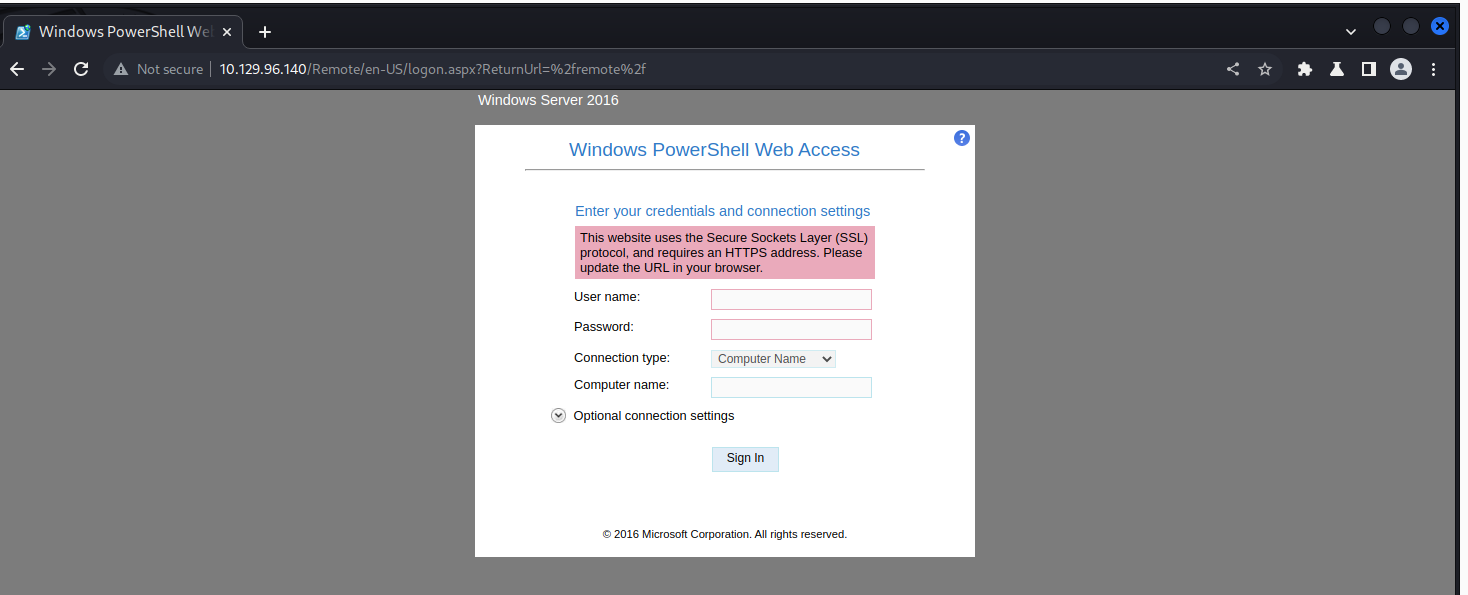 Windows PowerShell We
Not secure 10.129.96.140/Remote/en-US/logon.aspx?ReturnUrl=%2fremote%2f
Windows Server 2016
?
Windows PowerShell Web Access
Enter your credentials and connection settings
This website uses the Secure Sockets Layer (SSL)
protocol, and requires an HTTPS address. Please
update the URL in your browser.
User name:
Password:
Connection type: Computer Name
Computer name:
Optional connection settings
Sign In
© 2016 Microsoft Corporation. All rights reserved.